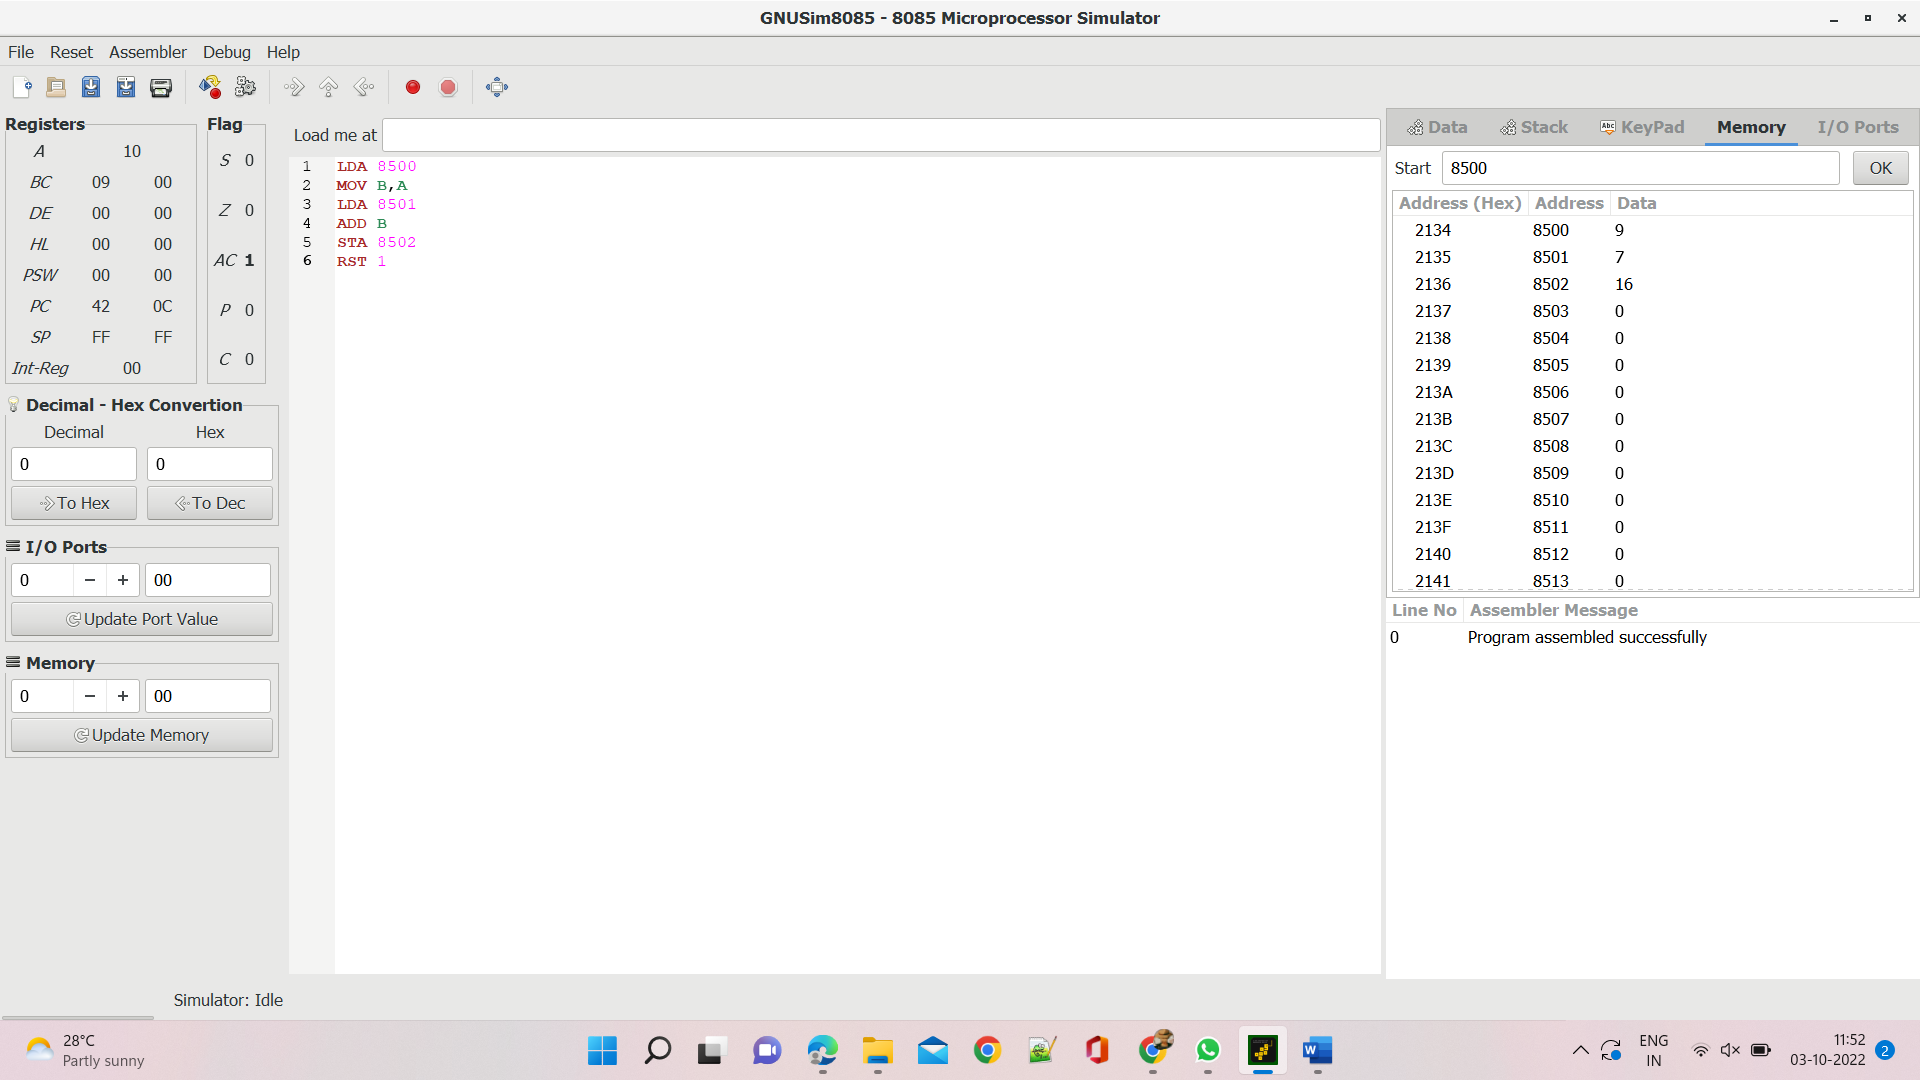 GNUSim8085 - 8085 Microprocessor Simulator
File Reset Assembler Debug Help
Registers
A 10
BC 09 00
DE 00 00
HL 00 00
PSW 00 00
PC 42 0C
SP FF FF
Int-Reg 00
Flag
S 0
Z 0
AC 1
P 0
C 0
Decimal - Hex Convertion
Decimal Hex
0 0
To Hex To Dec
I/O Ports
0 − + 00
Update Port Value
Memory
0 − + 00
Update Memory
Load me at
1 LDA 8500
2 MOV B,A
3 LDA 8501
4 ADD B
5 STA 8502
6 RST 1
Data Stack Abc KeyPad Memory I/O Ports
Start 8500 OK
Address (Hex) Address Data
2134 8500 9
2135 8501 7
2136 8502 16
2137 8503 0
2138 8504 0
2139 8505 0
213A 8506 0
213B 8507 0
213C 8508 0
213D 8509 0
213E 8510 0
213F 8511 0
2140 8512 0
2141 8513 0
Line No Assembler Message
0 Program assembled successfully
Simulator: Idle
28°C
Partly sunny
W
ENG
IN
11:52
03-10-2022
2